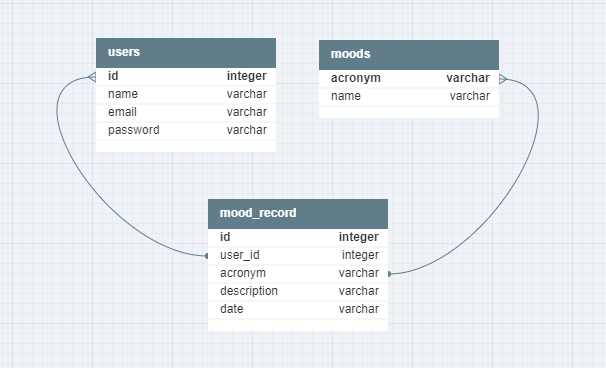 users
id integer
name varchar
email varchar
password varchar
moods
acronym varchar
name varchar
mood_record
id integer
user_id integer
acronym varchar
description varchar
date varchar